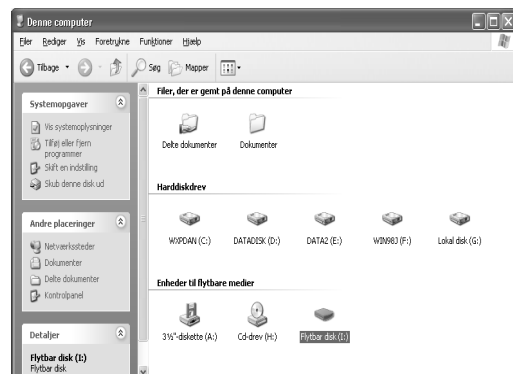 Denne computer
Filer Rediger Vis Foretrukne Funktioner Hjælp
Tilbage Søg Mapper
Systemopgaver
Vis systemoplysninger
Tilføj eller fjern
programmer
Skift en indstilling
Skub denne disk ud
Andre placeringer
Netværkssteder
Dokumenter
Delte dokumenter
Kontrolpanel
Detaljer
Flytbar disk (I:)
Flytbar disk
Filer, der er gemt på denne computer
Delte dokumenter Dokumenter
Harddiskdrev
WXPDAN (C:) DATADISK (D:) DATA2 (E:) WIN98J (F:) Lokal disk (G:)
Enheder til flytbare medier
3½"-diskette (A:) Cd-drev (H:) Flytbar disk (I:)